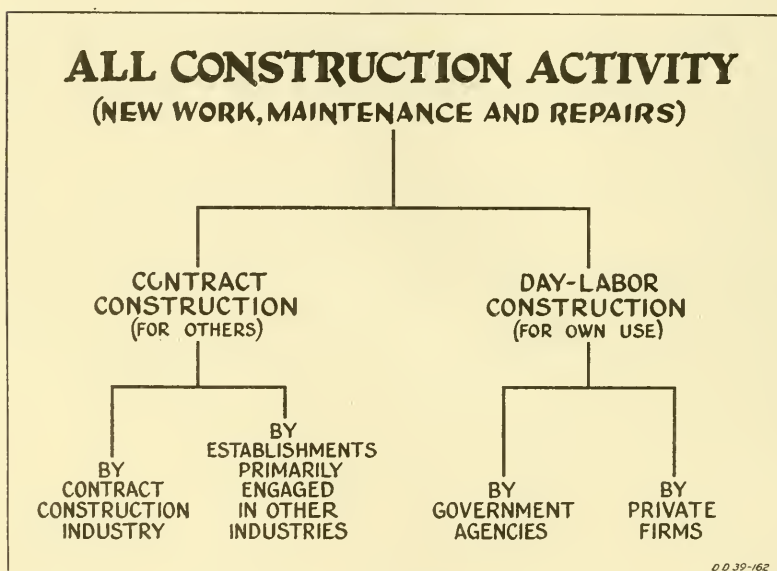 ALL CONSTRUCTION ACTIVITY
(NEW WORK, MAINTENANCE AND REPAIRS)
CONTRACT
CONSTRUCTION
(FOR OTHERS)
DAY-LABOR
CONSTRUCTION
(FOR OWN USE)
BY
CONTRACT
CONSTRUCTION
INDUSTRY
BY
ESTABLISHMENTS
PRIMARILY
ENGAGED
IN OTHER
INDUSTRIES
BY
GOVERNMENT
AGENCIES
BY
PRIVATE
FIRMS
D D 39-162